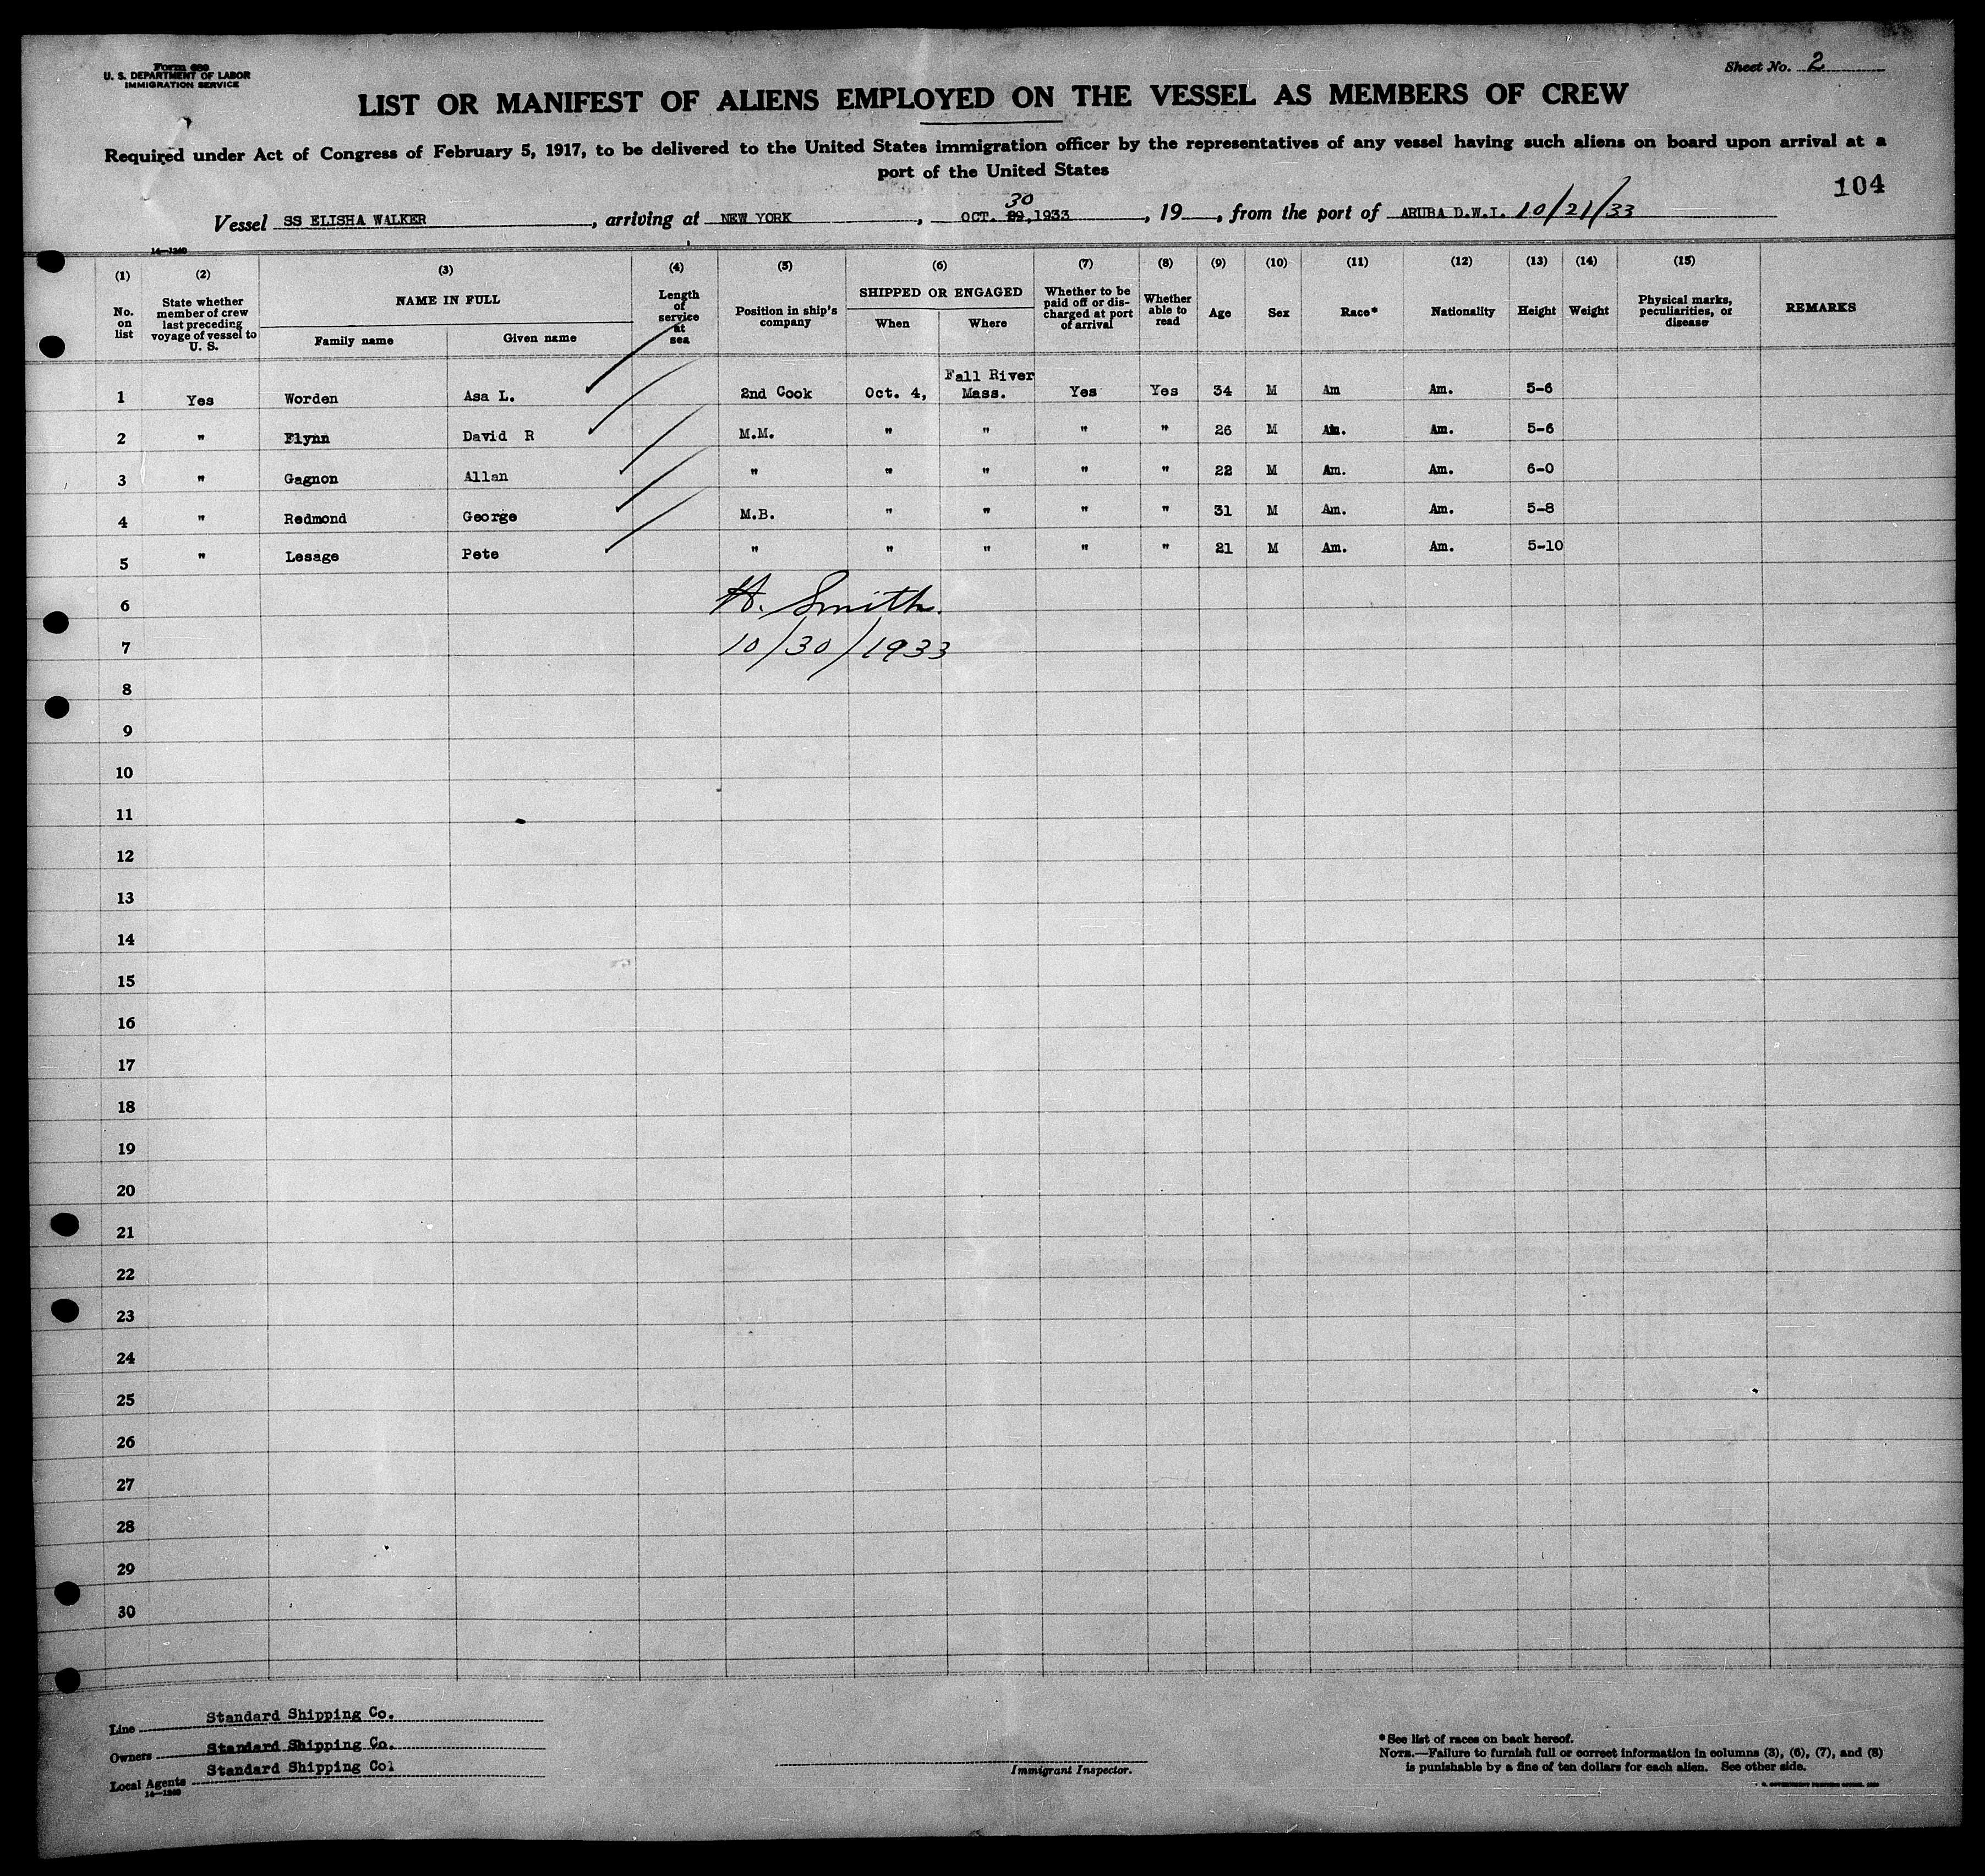 Form 680
U. S. DEPARTMENT OF LABOR
IMMIGRATION SERVICE
Sheet No. 2
LIST OR MANIFEST OF ALIENS EMPLOYED ON THE VESSEL AS MEMBERS OF CREW
Required under Act of Congress of February 5, 1917, to be delivered to the United States immigration officer by the representatives of any vessel having such aliens on board upon arrival at a
port of the United States
104
30
Vessel SS ELISHA WALKER, arriving at NEW YORK, OCT. 29,1933, 19, from the port of ARUBA D.W.I. 10/21/33
14—1240
(1) (2) (3) (4) (5) (6) (7) (8) (9) (10) (11) (12) (13) (14) (15)
No. on list
State whether member of crew last preceding voyage of vessel to U. S.
NAME IN FULL
Family name Given name
Length of service at sea
Position in ship's company
SHIPPED OR ENGAGED
When Where
Whether to be paid off or discharged at port of arrival
Whether able to read
Age Sex Race* Nationality Height Weight
Physical marks, peculiarities, or disease
REMARKS
1 Yes Worden Asa L. 2nd Cook Oct. 4, Fall River Mass. Yes Yes 34 M Am Am. 5-6
2 " Flynn David R M.M. " " " " 26 M Am. Am. 5-6
3 " Gagnon Allan " " " " " 22 M Am. Am. 6-0
4 " Redmond George M.B. " " " " 31 M Am. Am. 5-8
5 " Lesage Pete " " " " " 21 M Am. Am. 5-10
6 H. Smith.
7 10/30/1933
8
9
10
11
12
13
14
15
16
17
18
19
20
21
22
23
24
25
26
27
28
29
30
Line Standard Shipping Co.
Owners Standard Shipping Co.
Local Agents Standard Shipping Col
14—1240
Immigrant Inspector.
*See list of races on back hereof.
NOTE.—Failure to furnish full or correct information in columns (3), (6), (7), and (8)
is punishable by a fine of ten dollars for each alien. See other side.